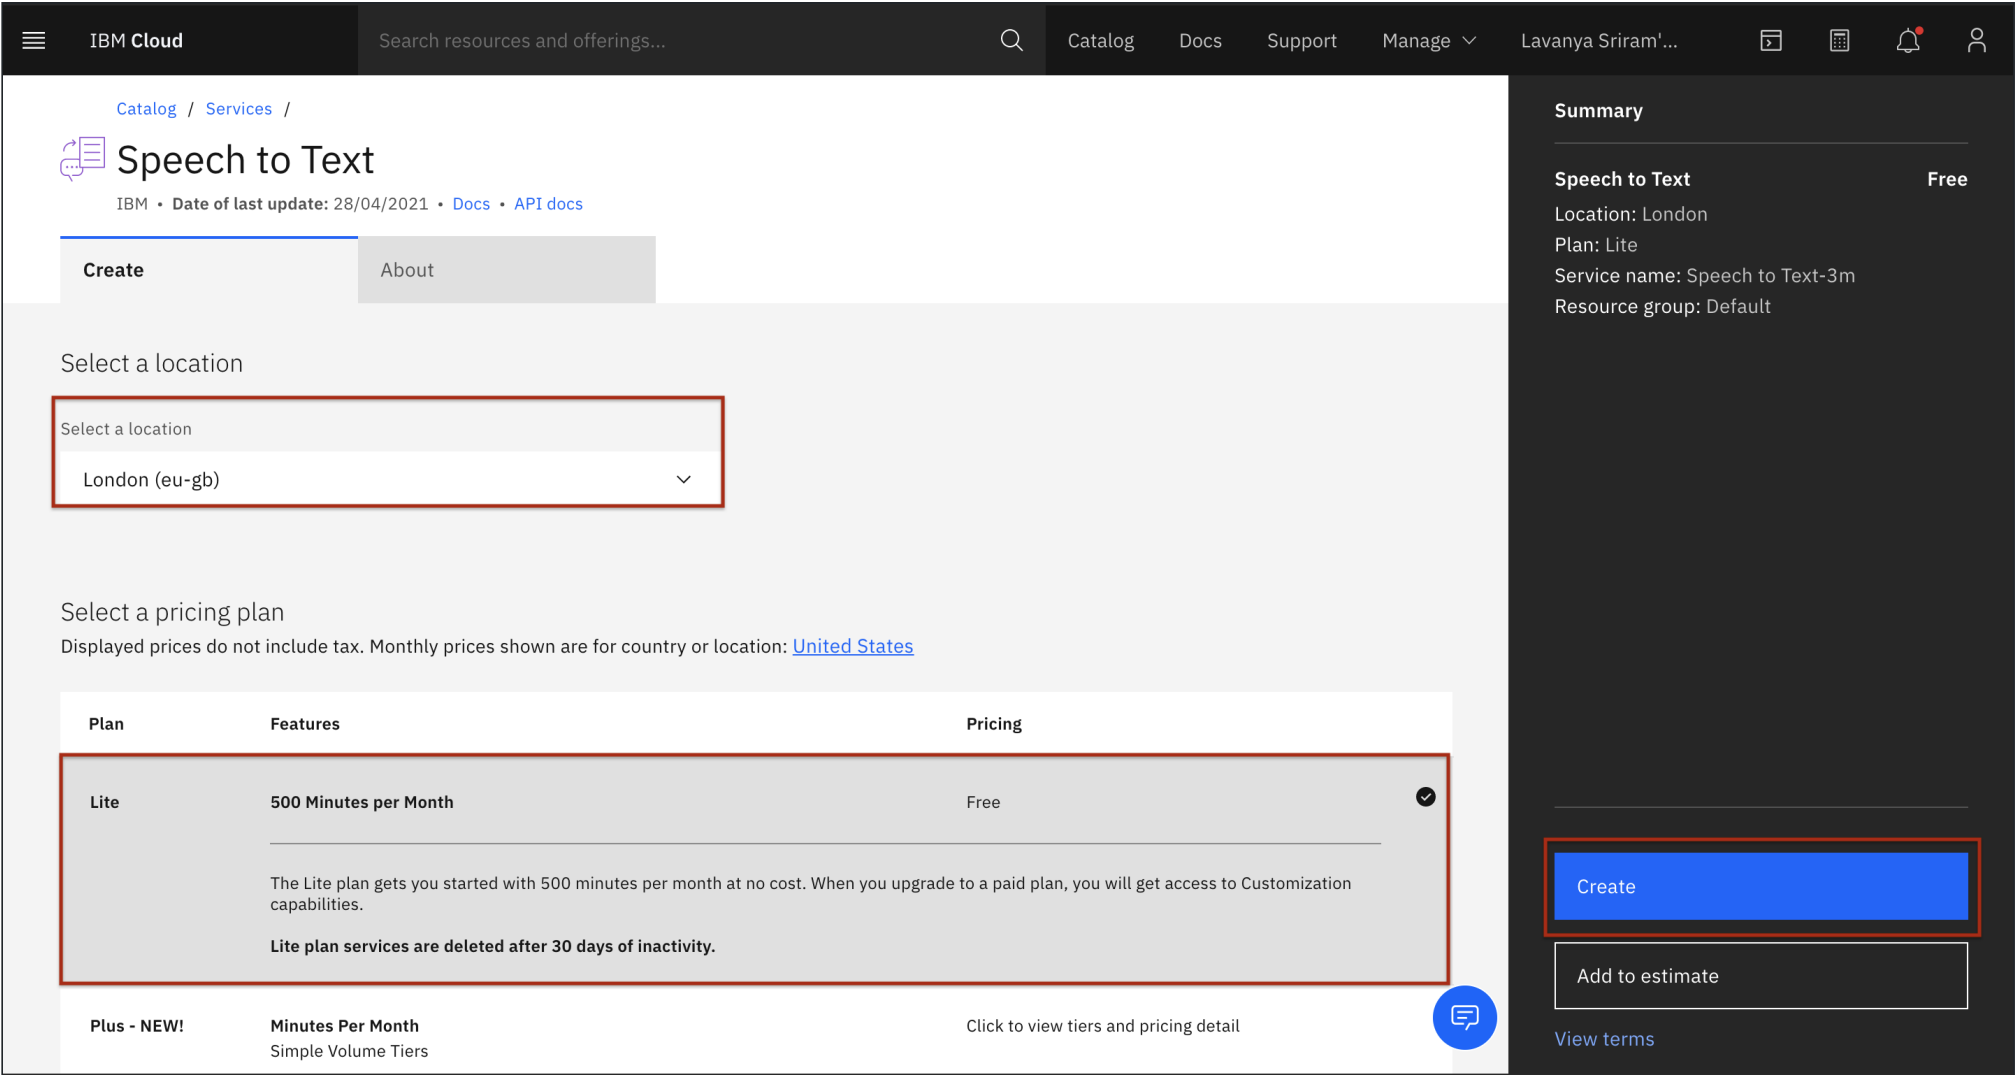 IBM Cloud
Search resources and offerings...
Catalog
Docs
Support
Manage
Lavanya Sriram'...
Catalog / Services /
Speech to Text
IBM • Date of last update: 28/04/2021 • Docs • API docs
Create
About
Select a location
Select a location
London (eu-gb)
Select a pricing plan
Displayed prices do not include tax. Monthly prices shown are for country or location: United States
Plan Features Pricing
Lite 500 Minutes per Month Free
The Lite plan gets you started with 500 minutes per month at no cost. When you upgrade to a paid plan, you will get access to Customization
capabilities.
Lite plan services are deleted after 30 days of inactivity.
Plus - NEW! Minutes Per Month Click to view tiers and pricing detail
Simple Volume Tiers
Summary
Speech to Text Free
Location: London
Plan: Lite
Service name: Speech to Text-3m
Resource group: Default
Create
Add to estimate
View terms